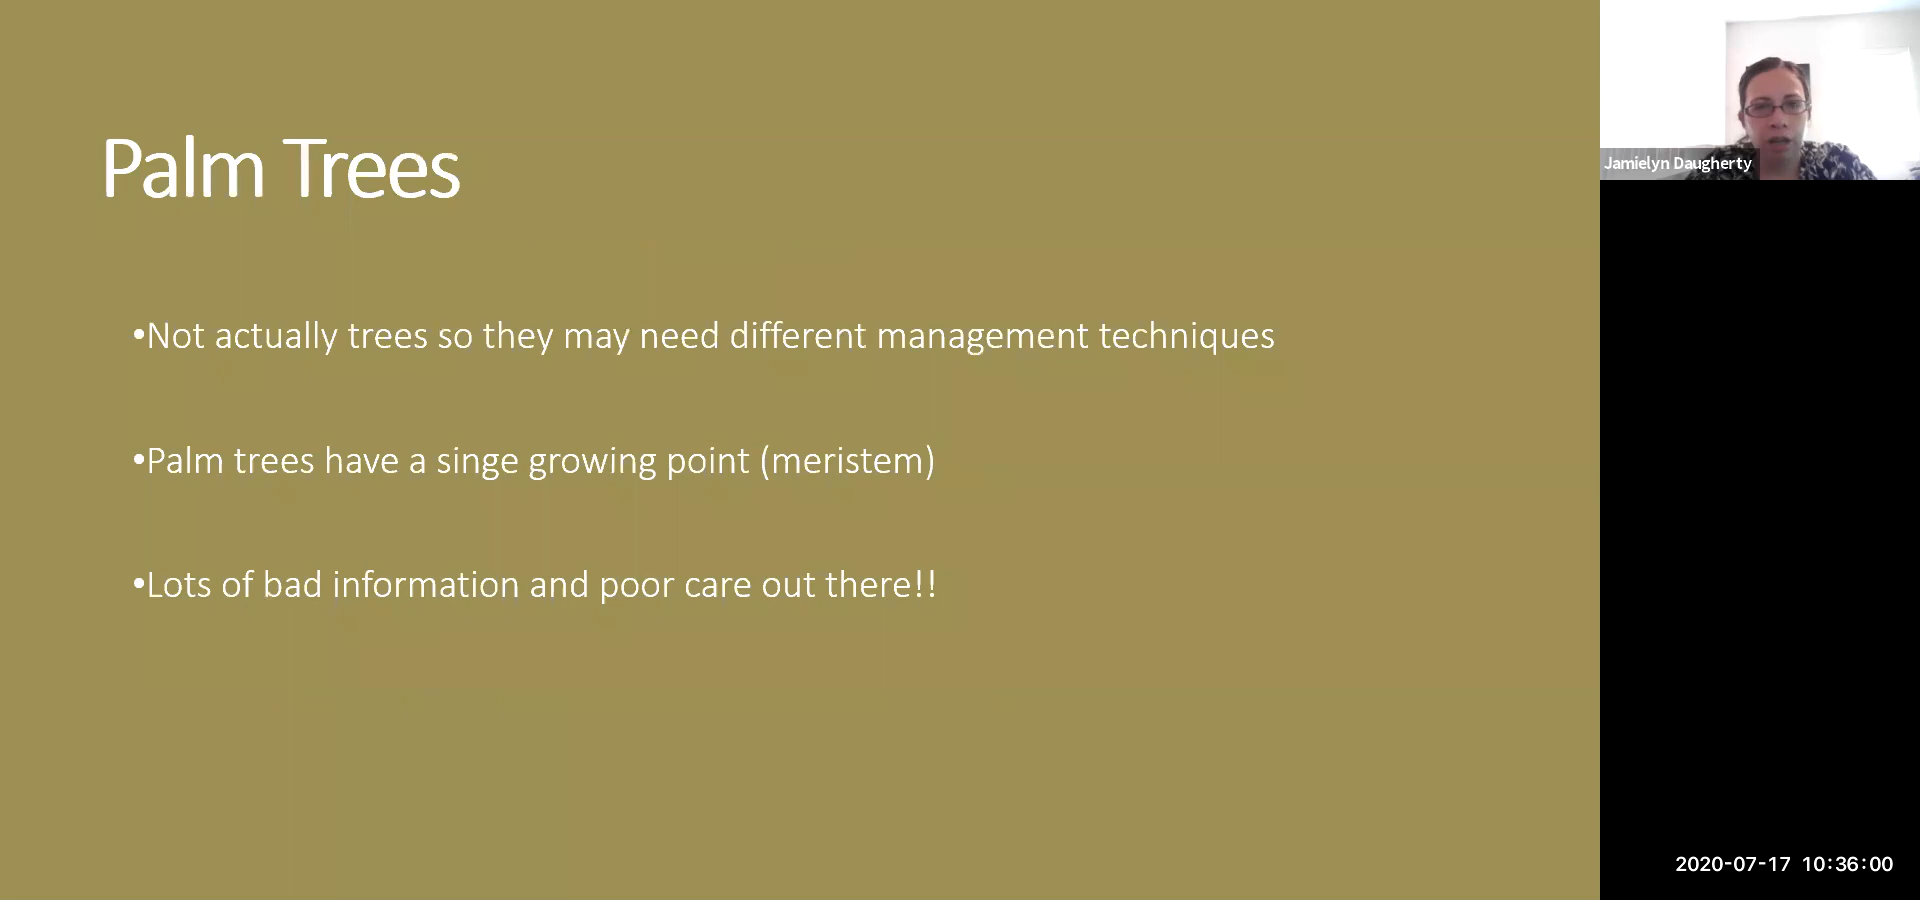 Palm Trees
•Not actually trees so they may need different management techniques
•Palm trees have a singe growing point (meristem)
•Lots of bad information and poor care out there!!
Jamielyn Daugherty
2020-07-17 10:36:00